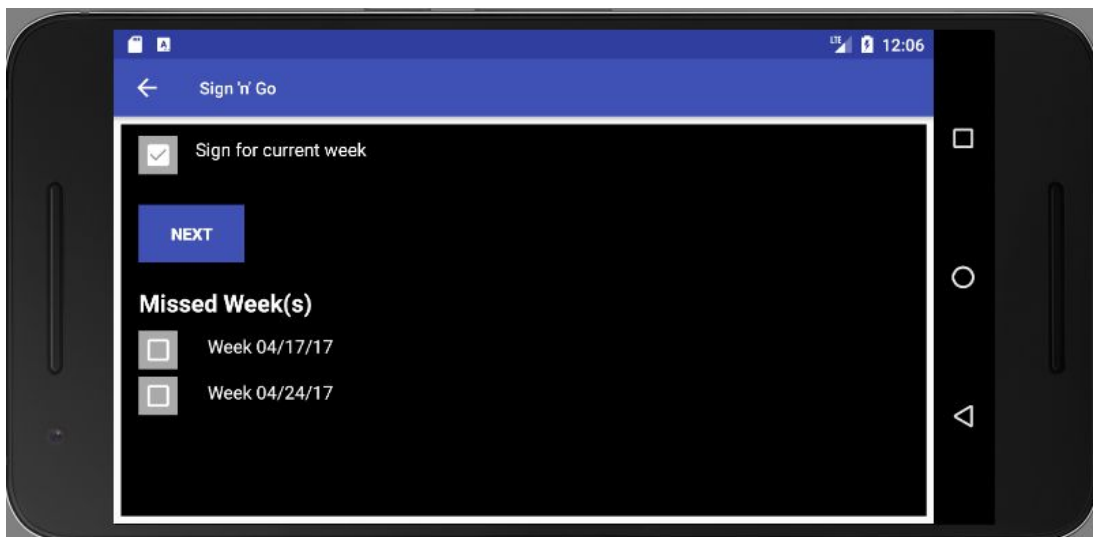 LTE 12:06
Sign 'n' Go
Sign for current week
NEXT
Missed Week(s)
Week 04/17/17
Week 04/24/17